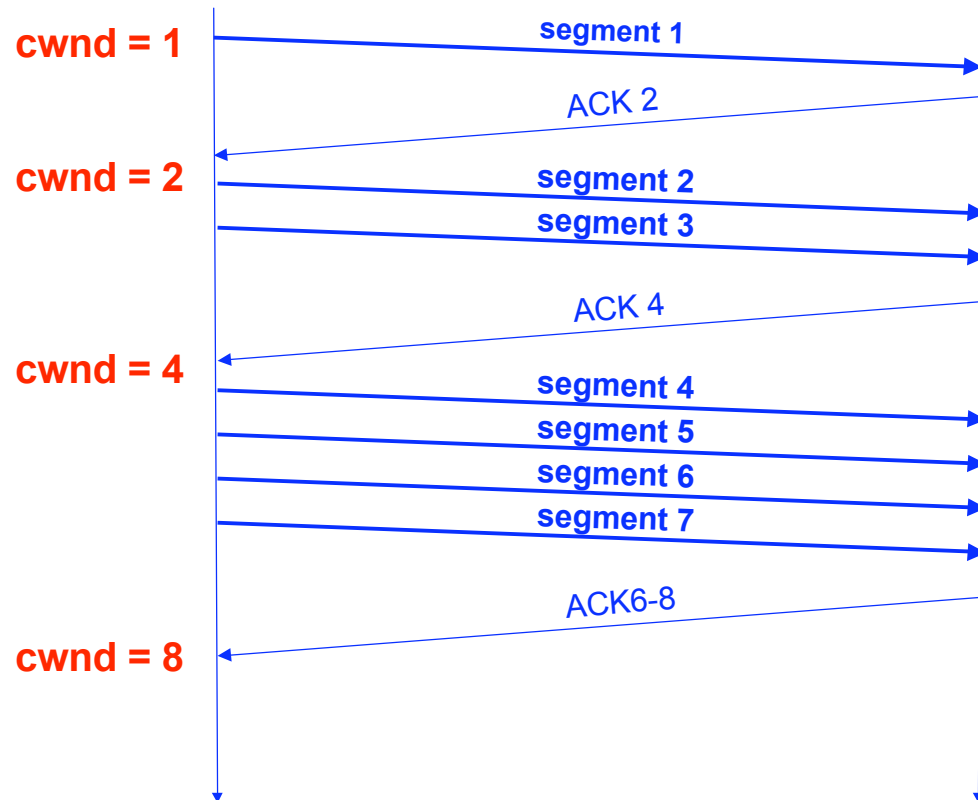 cwnd = 1
segment 1
ACK 2
cwnd = 2
segment 2
segment 3
ACK 4
cwnd = 4
segment 4
segment 5
segment 6
segment 7
ACK6-8
cwnd = 8